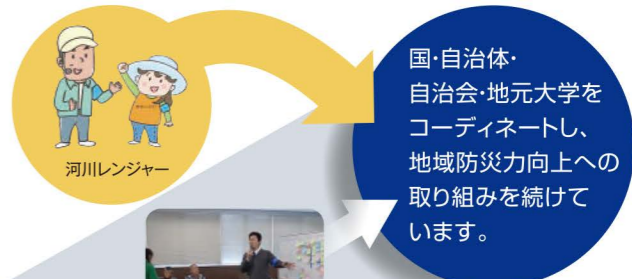 河川レンジャー
国・自治体・
自治会・地元大学を
コーディネートし、
地域防災力向上への
取り組みを続けて
います。